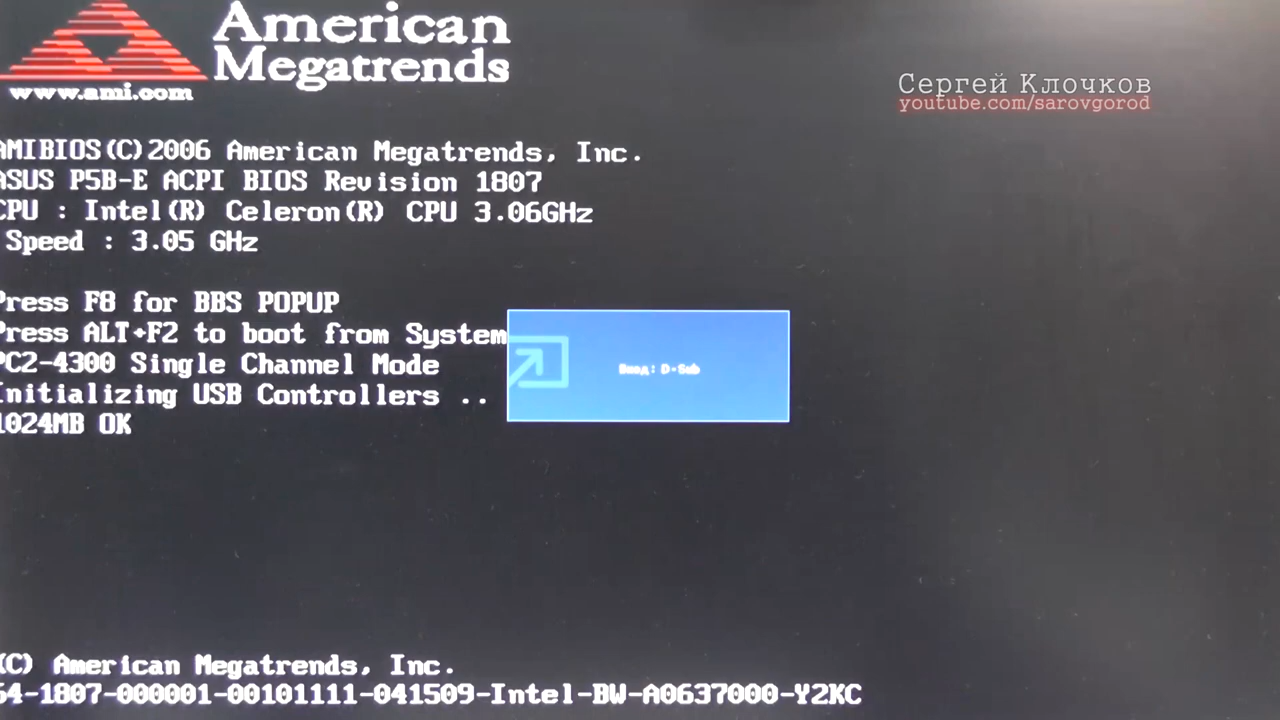 American
Megatrends
www.ami.com
Сергей Клочков
youtube.com/sarovgorod
AMIBIOS(C)2006 American Megatrends, Inc.
ASUS P5B-E ACPI BIOS Revision 1807
CPU : Intel(R) Celeron(R) CPU 3.06GHz
Speed : 3.05 GHz
Press F8 for BBS POPUP
Press ALT+F2 to boot from System
PC2-4300 Single Channel Mode
Initializing USB Controllers ..
1024MB OK
Ввод: D-Sub
(C) American Megatrends, Inc.
64-1807-000001-00101111-041509-Intel-BW-A0637000-Y2KC